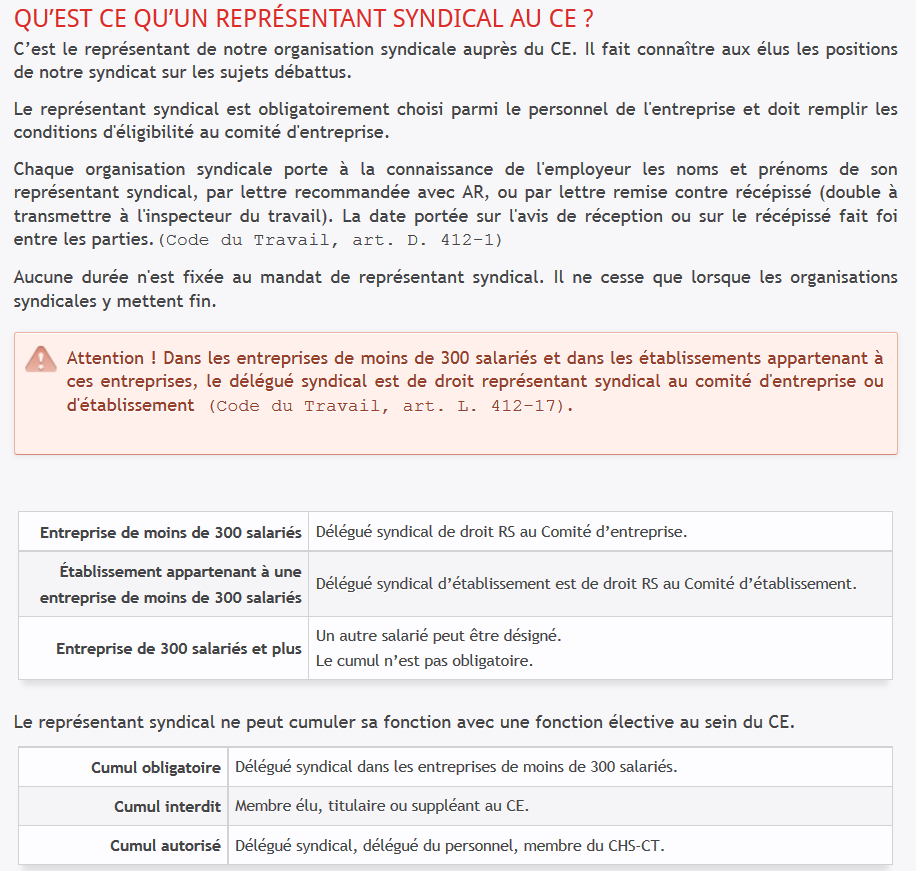 QU’EST CE QU’UN REPRÉSENTANT SYNDICAL AU CE ?
C’est le représentant de notre organisation syndicale auprès du CE. Il fait connaître aux élus les positions
de notre syndicat sur les sujets débattus.
Le représentant syndical est obligatoirement choisi parmi le personnel de l'entreprise et doit remplir les
conditions d'éligibilité au comité d'entreprise.
Chaque organisation syndicale porte à la connaissance de l'employeur les noms et prénoms de son
représentant syndical, par lettre recommandée avec AR, ou par lettre remise contre récépissé (double à
transmettre à l'inspecteur du travail). La date portée sur l'avis de réception ou sur le récépissé fait foi
entre les parties. (Code du Travail, art. D. 412-1)
Aucune durée n'est fixée au mandat de représentant syndical. Il ne cesse que lorsque les organisations
syndicales y mettent fin.
Attention ! Dans les entreprises de moins de 300 salariés et dans les établissements appartenant à
ces entreprises, le délégué syndical est de droit représentant syndical au comité d'entreprise ou
d'établissement (Code du Travail, art. L. 412-17).
Entreprise de moins de 300 salariés Délégué syndical de droit RS au Comité d’entreprise.
Établissement appartenant à une
entreprise de moins de 300 salariés
Délégué syndical d’établissement est de droit RS au Comité d’établissement.
Entreprise de 300 salariés et plus
Un autre salarié peut être désigné.
Le cumul n’est pas obligatoire.
Le représentant syndical ne peut cumuler sa fonction avec une fonction élective au sein du CE.
Cumul obligatoire Délégué syndical dans les entreprises de moins de 300 salariés.
Cumul interdit Membre élu, titulaire ou suppléant au CE.
Cumul autorisé Délégué syndical, délégué du personnel, membre du CHS-CT.